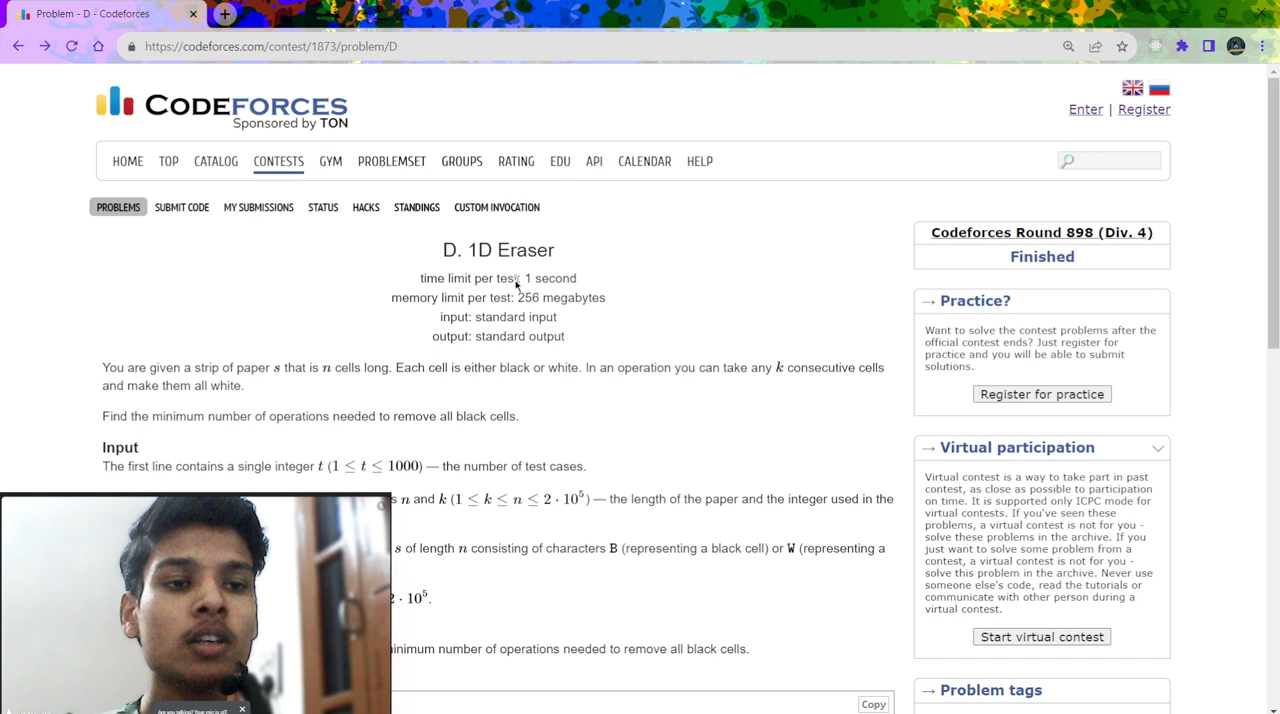 Problem - D - Codeforces
https://codeforces.com/contest/1873/problem/D
CODEFORCES
Sponsored by TON
Enter | Register
HOME TOP CATALOG CONTESTS GYM PROBLEMSET GROUPS RATING EDU API CALENDAR HELP
PROBLEMS SUBMIT CODE MY SUBMISSIONS STATUS HACKS STANDINGS CUSTOM INVOCATION
D. 1D Eraser
time limit per test: 1 second
memory limit per test: 256 megabytes
input: standard input
output: standard output
You are given a strip of paper s that is n cells long. Each cell is either black or white. In an operation you can take any k consecutive cells
and make them all white.
Find the minimum number of operations needed to remove all black cells.
Input
The first line contains a single integer t (1 ≤ t ≤ 1000) — the number of test cases.
n and k (1 ≤ k ≤ n ≤ 2 · 10⁵) — the length of the paper and the integer used in the
s of length n consisting of characters B (representing a black cell) or W (representing a
2 · 10⁵.
minimum number of operations needed to remove all black cells.
Copy
Codeforces Round 898 (Div. 4)
Finished
→ Practice?
Want to solve the contest problems after the
official contest ends? Just register for
practice and you will be able to submit
solutions.
Register for practice
→ Virtual participation
Virtual contest is a way to take part in past
contest, as close as possible to participation
on time. It is supported only ICPC mode for
virtual contests. If you've seen these
problems, a virtual contest is not for you -
solve these problems in the archive. If you
just want to solve some problem from a
contest, a virtual contest is not for you -
solve this problem in the archive. Never use
someone else's code, read the tutorials or
communicate with other person during a
virtual contest.
Start virtual contest
→ Problem tags
Are you talking? Your mic is off.